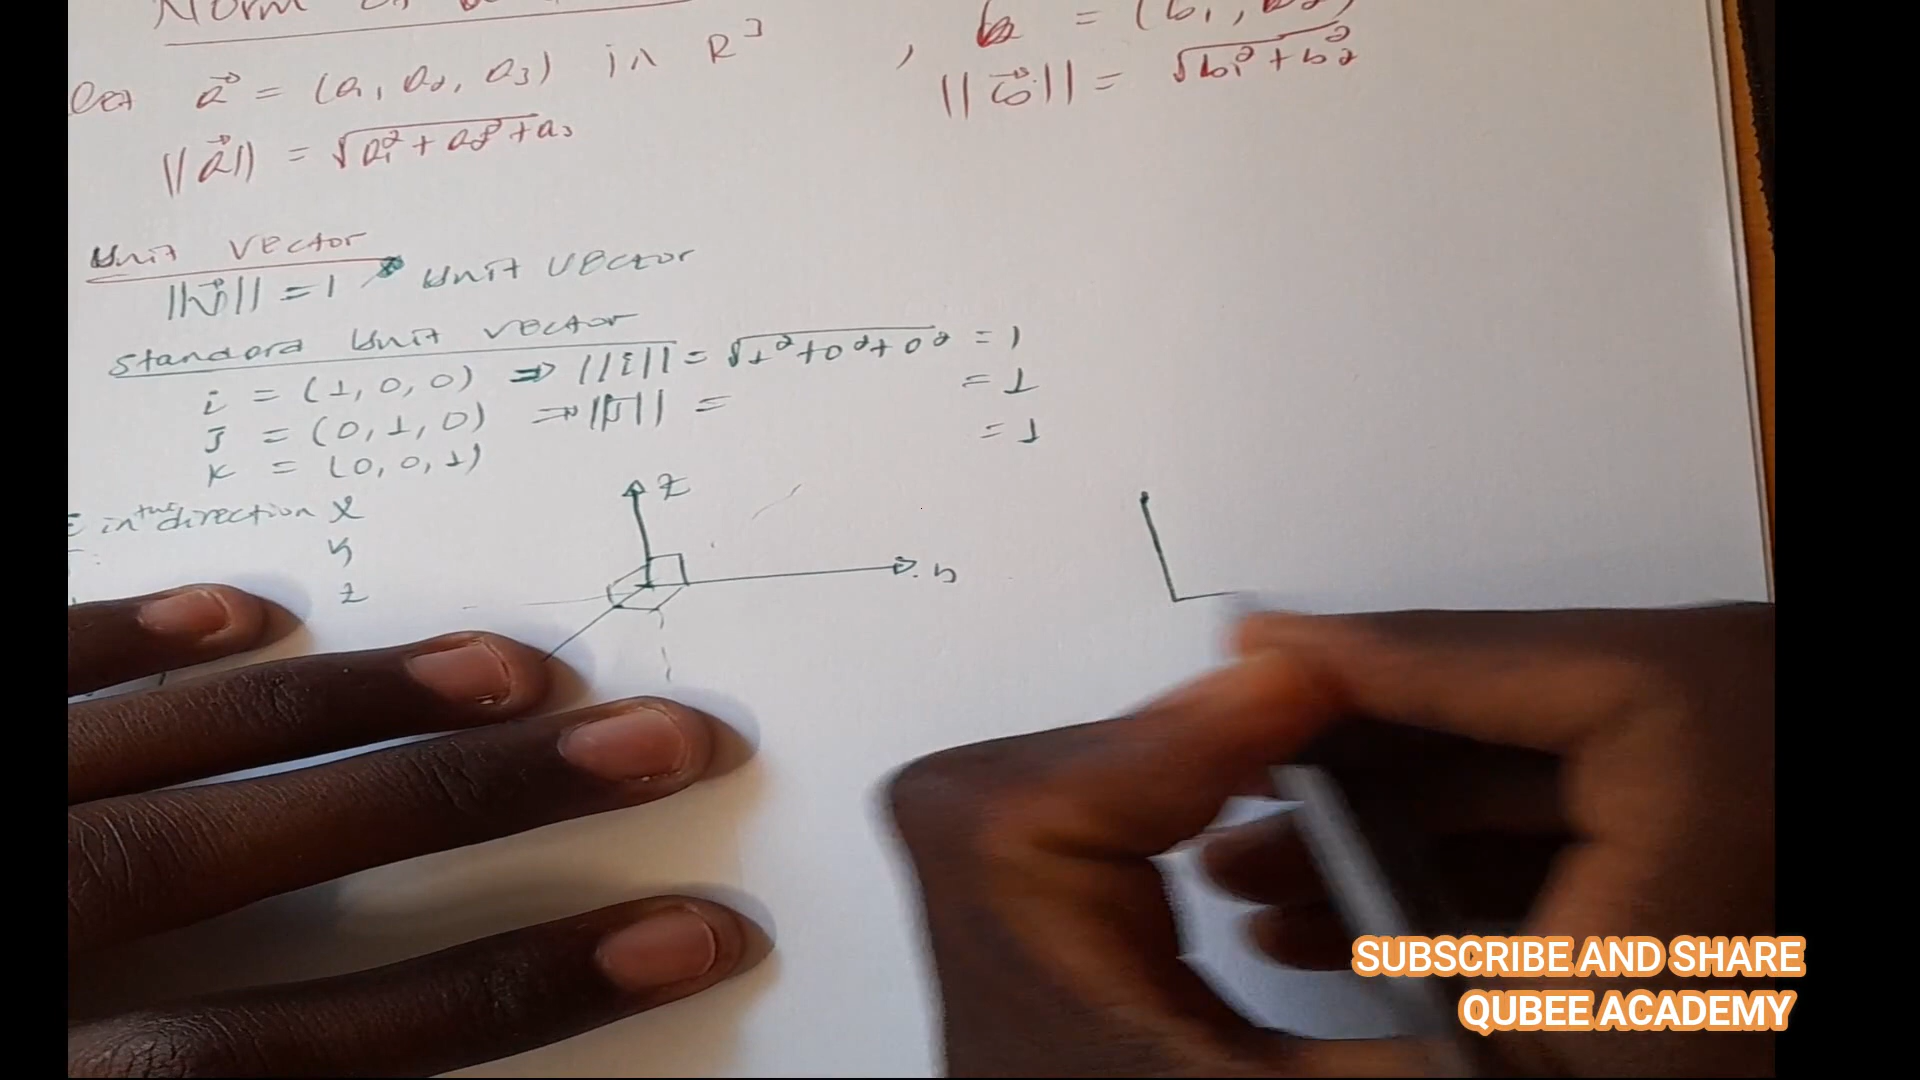 Norm of
Let a⃗ = (a₁, a₂, a₃) in R³ , b = (b₁, b₂)
||a⃗|| = √a₁² + a₂² + a₃ ||b⃗|| = √b₁² + b₂²
Unit vector
||v⃗|| = 1 → Unit vector
Standard Unit vector
i = (1, 0, 0) ⇒ ||i|| = √1² + 0² + 0² = 1
J = (0, 1, 0) ⇒ ||J|| = = 1
K = (0, 0, 1) = 1
in the direction x
y
z
z
y
SUBSCRIBE AND SHARE
QUBEE ACADEMY